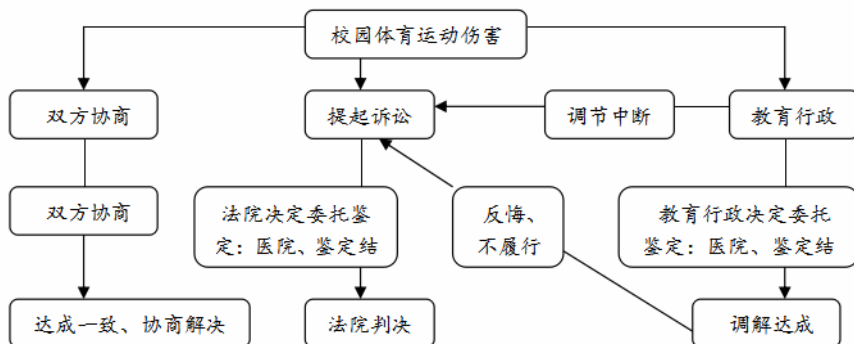 校园体育运动伤害
双方协商
提起诉讼
调节中断
教育行政
双方协商
法院决定委托鉴
定：医院、鉴定结
反悔、
不履行
教育行政决定委托
鉴定：医院、鉴定结
达成一致、协商解决
法院判决
调解达成